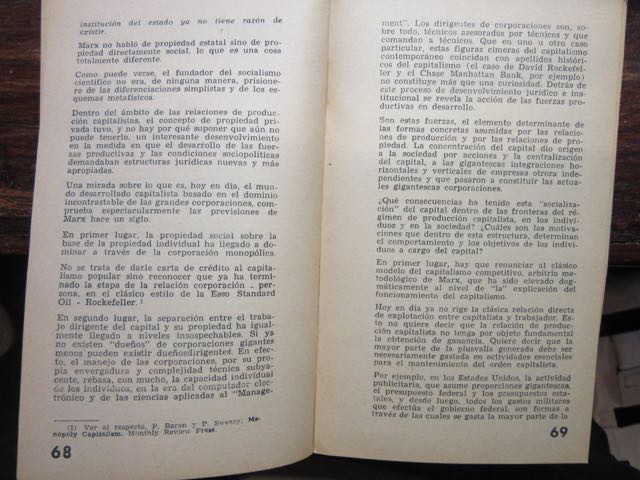 institución del estado ya no tiene razón de
existir.
Marx no habló de propiedad estatal sino de pro-
piedad directamente social, lo que es una cosa
totalmente diferente.
Como puede verse, el fundador del socialismo
científico no era, de ninguna manera, prisione-
ro de las diferenciaciones simplistas y de los es-
quemas metafísicos.
Dentro del ámbito de las relaciones de produc-
ción capitalistas, el concepto de propiedad pri-
vada tuvo, y no hay por qué suponer que aún no
puede tenerlo, un interesante desenvolvimiento
en la medida en que el desarrollo de las fuer-
zas productivas y las condiciones sociopolíticas
demandaban estructuras jurídicas nuevas y más
apropiadas.
Una mirada sobre lo que es, hoy en día, el mun-
do desarrollado capitalista basado en el dominio
incontrastable de las grandes corporaciones, com-
prueba espectacularmente las previsiones de
Marx hace un siglo.
En primer lugar, la propiedad social sobre la
base de la propiedad individual ha llegado a do-
minar a través de la corporación monopólica.
No se trata de darle carta de crédito al capita-
lismo popular sino reconocer que ya ha ter-
minado la etapa de la relación corporación - per-
sona, en el clásico estilo de la Esso Standard
Oil - Rockefeller. ¹
En segundo lugar, la separación entre el traba-
jo dirigente del capital y su propiedad ha igual-
mente llegado a niveles insospechables. Si ya
no existen "dueños" de corporaciones gigantes
menos pueden existir dueñosdirigentes. En efec-
to, el manejo de las corporaciones, por su pro-
pia envergadura y complejidad técnica subya-
cente, rebasa, con mucho, la capacidad individual
de los individuos, en la era del computador elec-
trónico y de las ciencias aplicadas al "Manage-
(1) Ver al respecto, P. Baran y P. Sweezy: Mo-
nopoly Capitalism. Monthly Review Press.
68
ment". Los dirigentes de corporaciones son, so-
bre todo, técnicos asesorados por técnicos y que
comandan a técnicos. Que en uno u otro caso
particular, estas figuras cimeras del capitalismo
contemporáneo coincidan con apellidos históri-
cos del capitalismo (el caso de David Rockefe-
ller y el Chase Manhattan Bank, por ejemplo)
no constituye más que una curiosidad. Detrás de
este proceso de desenvolvimiento jurídico e ins-
titucional se revela la acción de las fuerzas pro-
ductivas en desarrollo.
Son estas fuerzas, el elemento determinante de
las formas concretas asumidas por las relacio-
nes de producción y por las relaciones de pro-
piedad. La concentración del capital dio origen
a la sociedad por acciones y la centralización
del capital, a las gigantescas integraciones ho-
rizontales y verticales de empresas otrora inde-
pendientes y que pasaron a constituir las actua-
les gigantescas corporaciones.
¿Qué consecuencias ha tenido esta "socializa-
ción" del capital dentro de las fronteras del ré-
gimen de producción capitalista, en los indivi-
duos y en la sociedad? ¿Cuáles son las motivacio-
nes que dentro de esta estructura, determinan
el comportamiento y los objetivos de los indivi-
duos a cargo del capital?
En primer lugar, hay que renunciar al clásico
modelo del capitalismo competitivo, arbitrio me-
todológico de Marx, que ha sido elevado dog-
máticamente al nivel de "la" explicación del
funcionamiento del capitalismo.
Hoy en día ya no rige la clásica relación directa
de explotación entre capitalista y trabajador. Es-
to no quiere decir que la relación de produc-
ción capitalista no tenga por objeto fundamental
la obtención de ganancia. Quiere decir que la
mayor parte de la plusvalía generada debe ser
necesariamente gastada en actividades esenciales
para el mantenimiento del orden capitalista.
Por ejemplo, en los Estados Unidos, la actividad
publicitaria, que asume proporciones gigantescas,
el presupuesto federal y los presupuestos esta-
tales, y desde luego, todos los gastos militares
que efectúa el gobierno federal, son formas a
través de las cuales se gasta la mayor parte de la
69